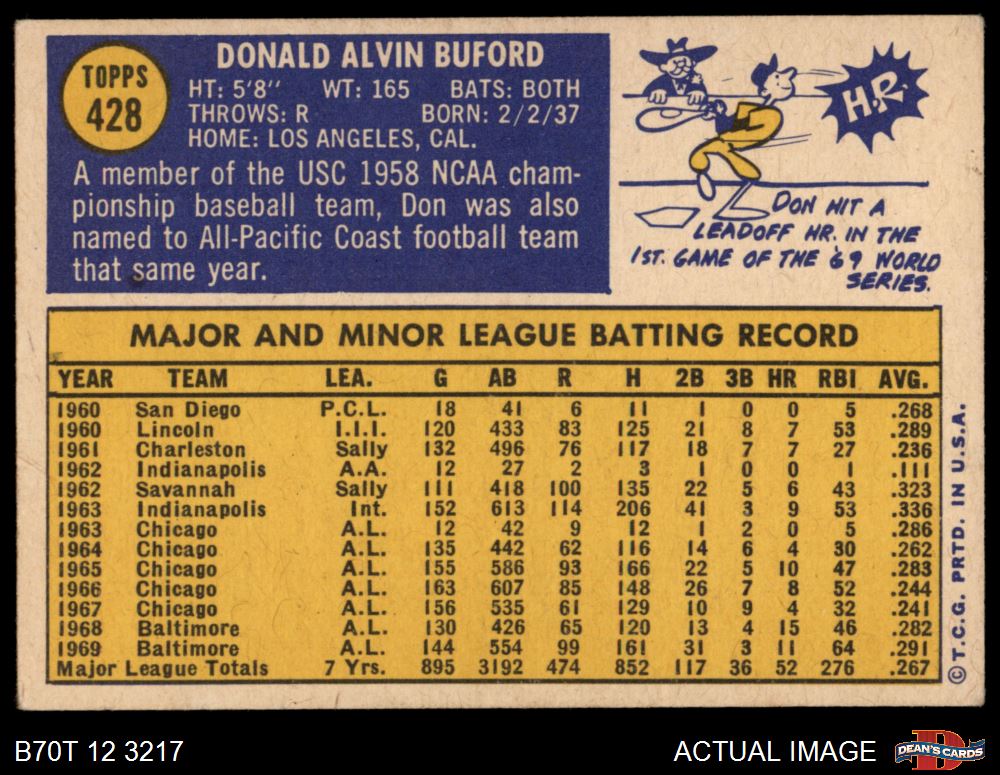 TOPPS
428
DONALD ALVIN BUFORD
HT: 5'8" WT: 165 BATS: BOTH
THROWS: R BORN: 2/2/37
HOME: LOS ANGELES, CAL.
A member of the USC 1958 NCAA cham-
pionship baseball team, Don was also
named to All-Pacific Coast football team
that same year.
H.R.
DON HIT A
LEADOFF HR. IN THE
1ST. GAME OF THE '69 WORLD
SERIES.
MAJOR AND MINOR LEAGUE BATTING RECORD
YEAR TEAM LEA. G AB R H 2B 3B HR RBI AVG.
1960 San Diego P.C.L. 18 41 6 11 1 0 0 5 .268
1960 Lincoln I.I.I. 120 433 83 125 21 8 7 53 .289
1961 Charleston Sally 132 496 76 117 18 7 7 27 .236
1962 Indianapolis A.A. 12 27 2 3 1 0 0 1 .111
1962 Savannah Sally 111 418 100 135 22 5 6 43 .323
1963 Indianapolis Int. 152 613 114 206 41 3 9 53 .336
1963 Chicago A.L. 12 42 9 12 1 2 0 5 .286
1964 Chicago A.L. 135 442 62 116 14 6 4 30 .262
1965 Chicago A.L. 155 586 93 166 22 5 10 47 .283
1966 Chicago A.L. 163 607 85 148 26 7 8 52 .244
1967 Chicago A.L. 156 535 61 129 10 9 4 32 .241
1968 Baltimore A.L. 130 426 65 120 13 4 15 46 .282
1969 Baltimore A.L. 144 554 99 161 31 3 11 64 .291
Major League Totals 7 Yrs. 895 3192 474 852 117 36 52 276 .267
© T.C.G. PRTD. IN U.S.A.
B70T 12 3217
ACTUAL IMAGE
DEAN'S CARDS